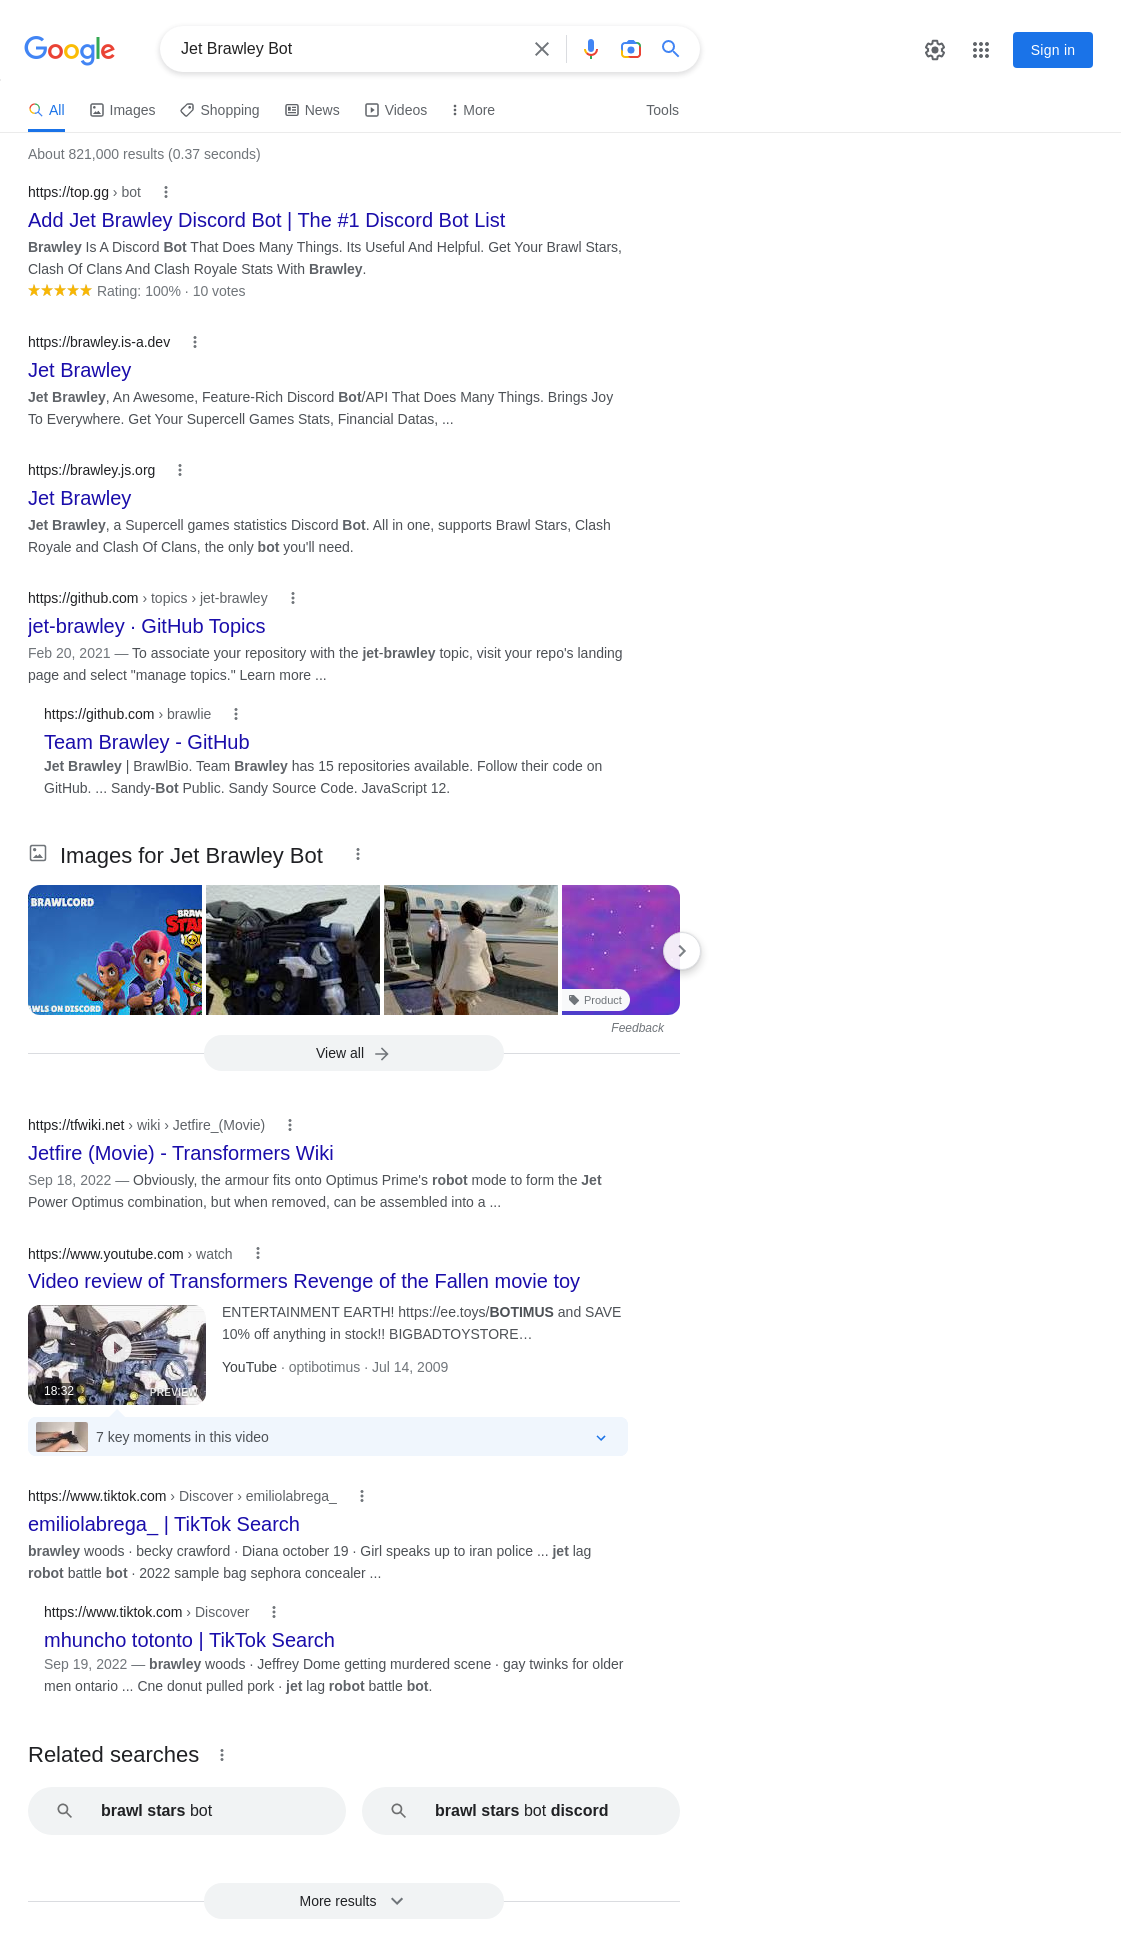 Google
Jet Brawley Bot
Sign in
All
Images
Shopping
News
Videos
More
Tools
About 821,000 results (0.37 seconds)
https://top.gg › bot
Add Jet Brawley Discord Bot | The #1 Discord Bot List
Brawley Is A Discord Bot That Does Many Things. Its Useful And Helpful. Get Your Brawl Stars,
Clash Of Clans And Clash Royale Stats With Brawley.
Rating: 100% · 10 votes
https://brawley.is-a.dev
Jet Brawley
Jet Brawley, An Awesome, Feature-Rich Discord Bot/API That Does Many Things. Brings Joy
To Everywhere. Get Your Supercell Games Stats, Financial Datas, ...
https://brawley.js.org
Jet Brawley
Jet Brawley, a Supercell games statistics Discord Bot. All in one, supports Brawl Stars, Clash
Royale and Clash Of Clans, the only bot you'll need.
https://github.com › topics › jet-brawley
jet-brawley · GitHub Topics
Feb 20, 2021 — To associate your repository with the jet-brawley topic, visit your repo's landing
page and select "manage topics." Learn more ...
https://github.com › brawlie
Team Brawley - GitHub
Jet Brawley | BrawlBio. Team Brawley has 15 repositories available. Follow their code on
GitHub. ... Sandy-Bot Public. Sandy Source Code. JavaScript 12.
Images for Jet Brawley Bot
BRAWLCORD
BRAW
STA
AWLS ON DISCORD
Product
Feedback
View all
https://tfwiki.net › wiki › Jetfire_(Movie)
Jetfire (Movie) - Transformers Wiki
Sep 18, 2022 — Obviously, the armour fits onto Optimus Prime's robot mode to form the Jet
Power Optimus combination, but when removed, can be assembled into a ...
https://www.youtube.com › watch
Video review of Transformers Revenge of the Fallen movie toy
ENTERTAINMENT EARTH! https://ee.toys/BOTIMUS and SAVE
10% off anything in stock!! BIGBADTOYSTORE…
YouTube · optibotimus · Jul 14, 2009
18:32
PREVIEW
7 key moments in this video
https://www.tiktok.com › Discover › emiliolabrega_
emiliolabrega_ | TikTok Search
brawley woods · becky crawford · Diana october 19 · Girl speaks up to iran police ... jet lag
robot battle bot · 2022 sample bag sephora concealer ...
https://www.tiktok.com › Discover
mhuncho totonto | TikTok Search
Sep 19, 2022 — brawley woods · Jeffrey Dome getting murdered scene · gay twinks for older
men ontario ... Cne donut pulled pork · jet lag robot battle bot.
Related searches
brawl stars bot
brawl stars bot discord
More results